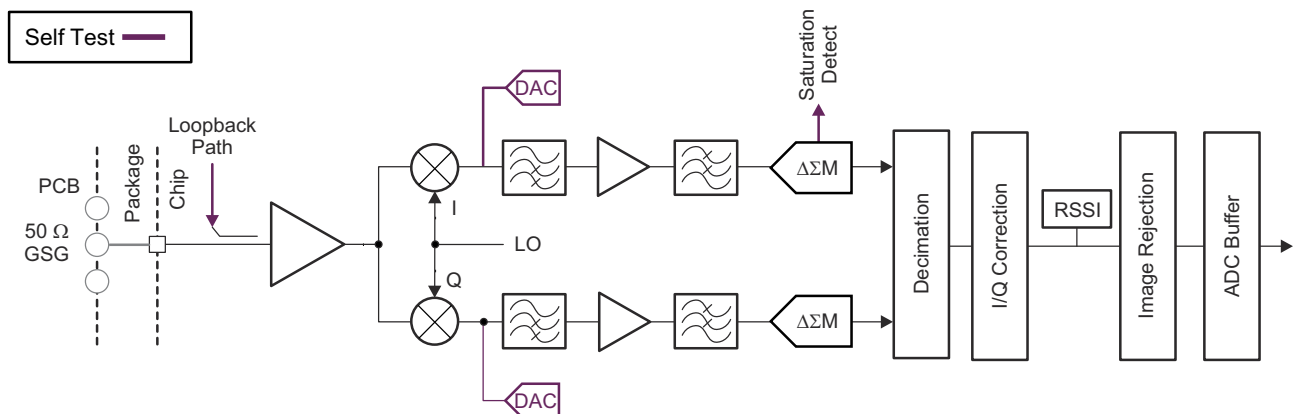 Self Test
DAC
Saturation
Detect
Loopback
Path
PCB
Package
Chip
50 Ω
GSG
I
LO
Q
ΔΣM
ΔΣM
DAC
Decimation
I/Q Correction
RSSI
Image Rejection
ADC Buffer